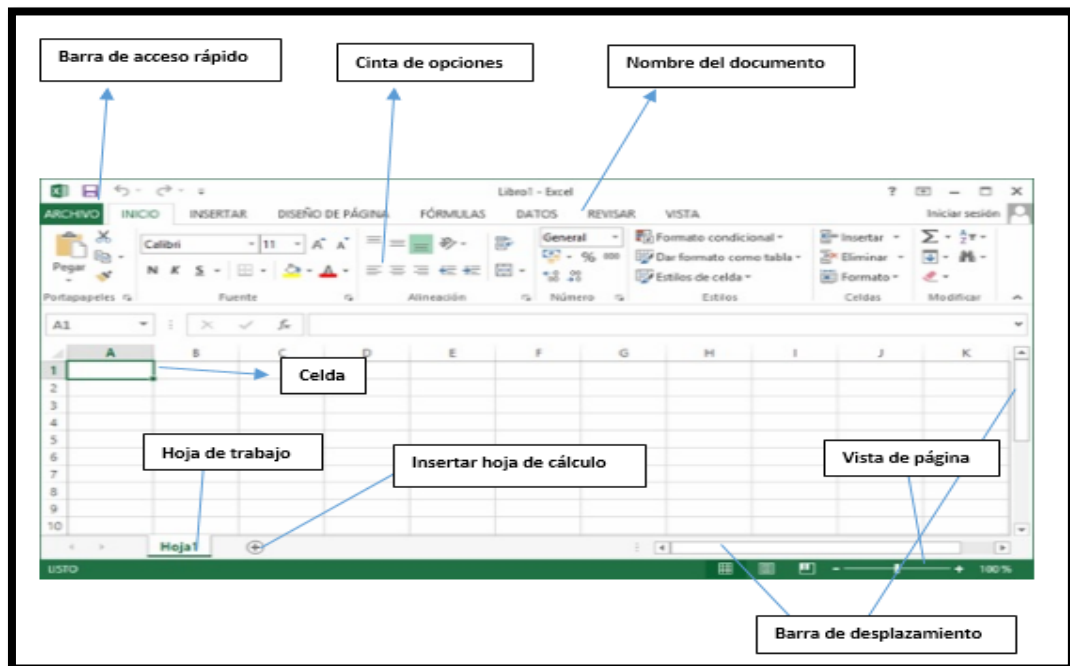 Barra de acceso rápido
Cinta de opciones
Nombre del documento
Libro1 - Excel
?
ARCHIVO INICIO INSERTAR DISEÑO DE PÁGINA FÓRMULAS DATOS REVISAR VISTA Iniciar sesión
Calibri 11 A A General Formato condicional Insertar Σ
Pegar N K S A % 000 Dar formato como tabla Eliminar
Estilos de celda Formato
Portapapeles Fuente Alineación Número Estilos Celdas Modificar
A1 fx
A B C D E F G H I J K
1
Celda
2
3
4
5
Hoja de trabajo
Insertar hoja de cálculo
Vista de página
6
7
8
9
10
Hoja1
LISTO 100%
Barra de desplazamiento